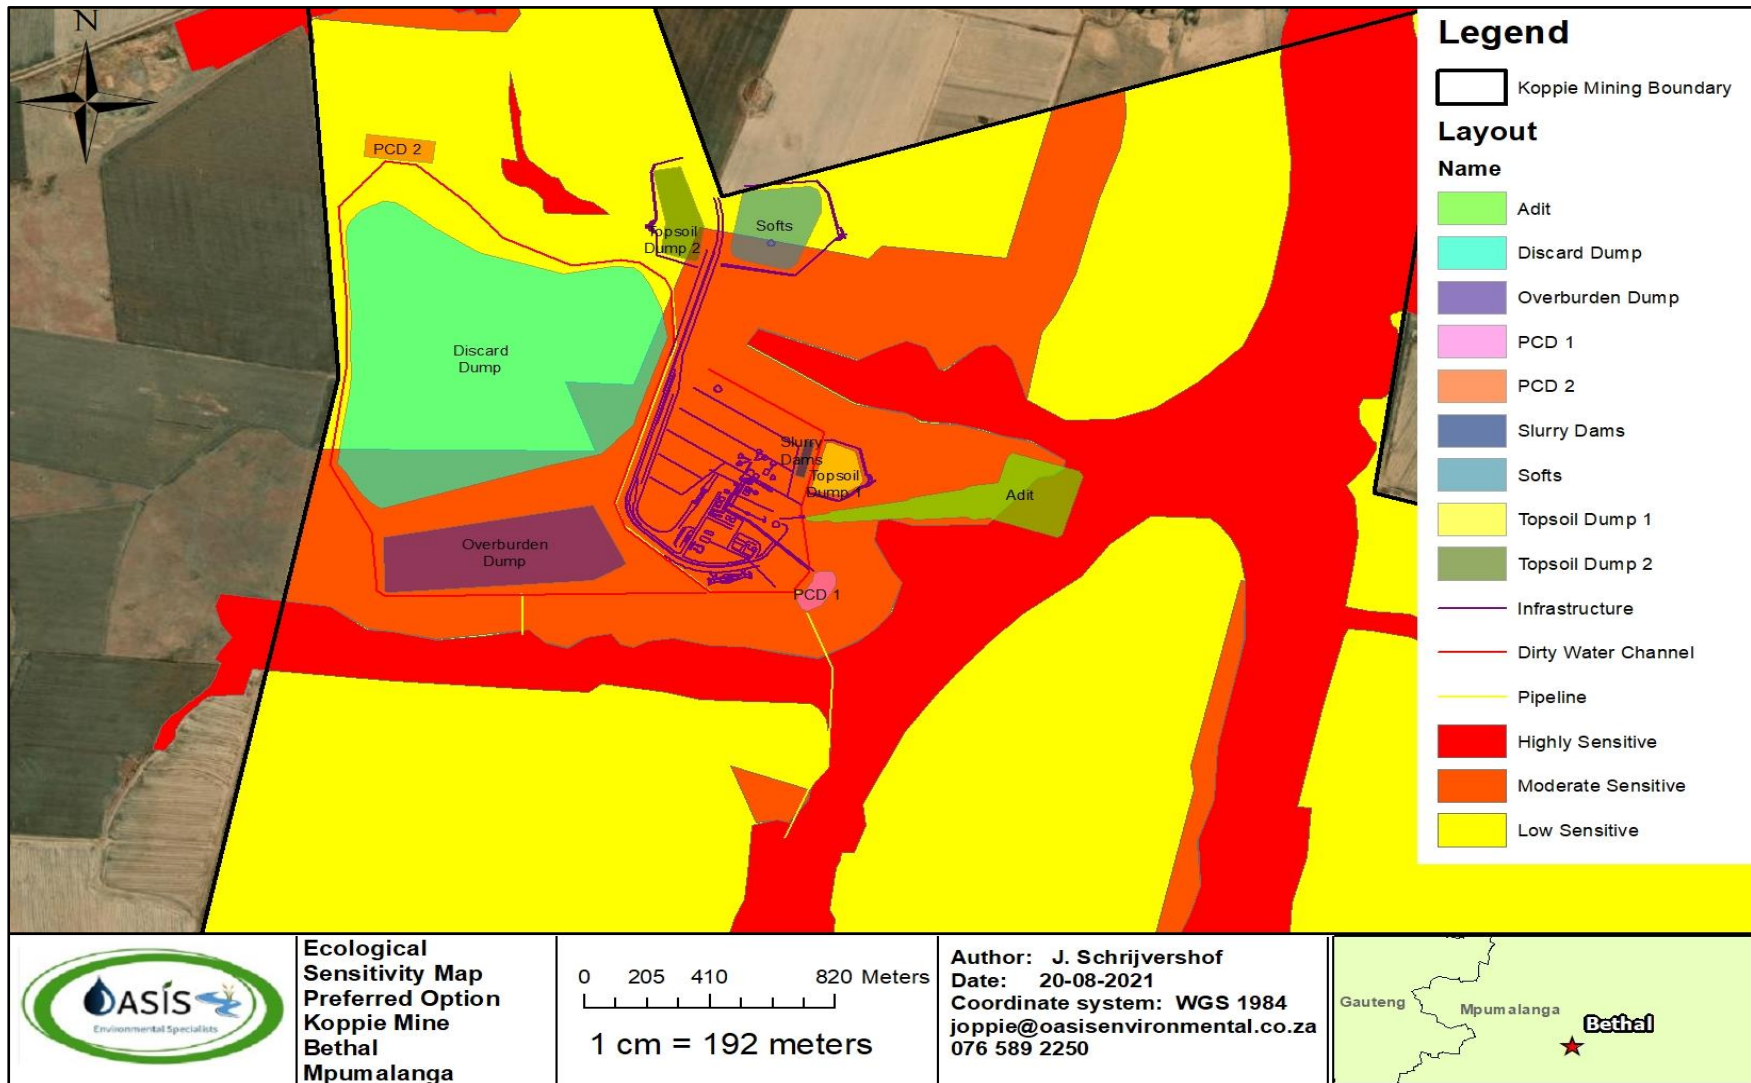 N
PCD 2
Topsoil
Dump 2
Softs
Discard
Dump
Slurry
Dams
Topsoil
Dump 1
Adit
Overburden
Dump
PCD 1
Legend
Koppie Mining Boundary
Layout
Name
Adit
Discard Dump
Overburden Dump
PCD 1
PCD 2
Slurry Dams
Softs
Topsoil Dump 1
Topsoil Dump 2
Infrastructure
Dirty Water Channel
Pipeline
Highly Sensitive
Moderate Sensitive
Low Sensitive
OASIS
Environmental Specialists
Ecological
Sensitivity Map
Preferred Option
Koppie Mine
Bethal
Mpumalanga
0 205 410 820 Meters
1 cm = 192 meters
Author: J. Schrijvershof
Date: 20-08-2021
Coordinate system: WGS 1984
joppie@oasisenvironmental.co.za
076 589 2250
Gauteng
Mpumalanga
Bethal